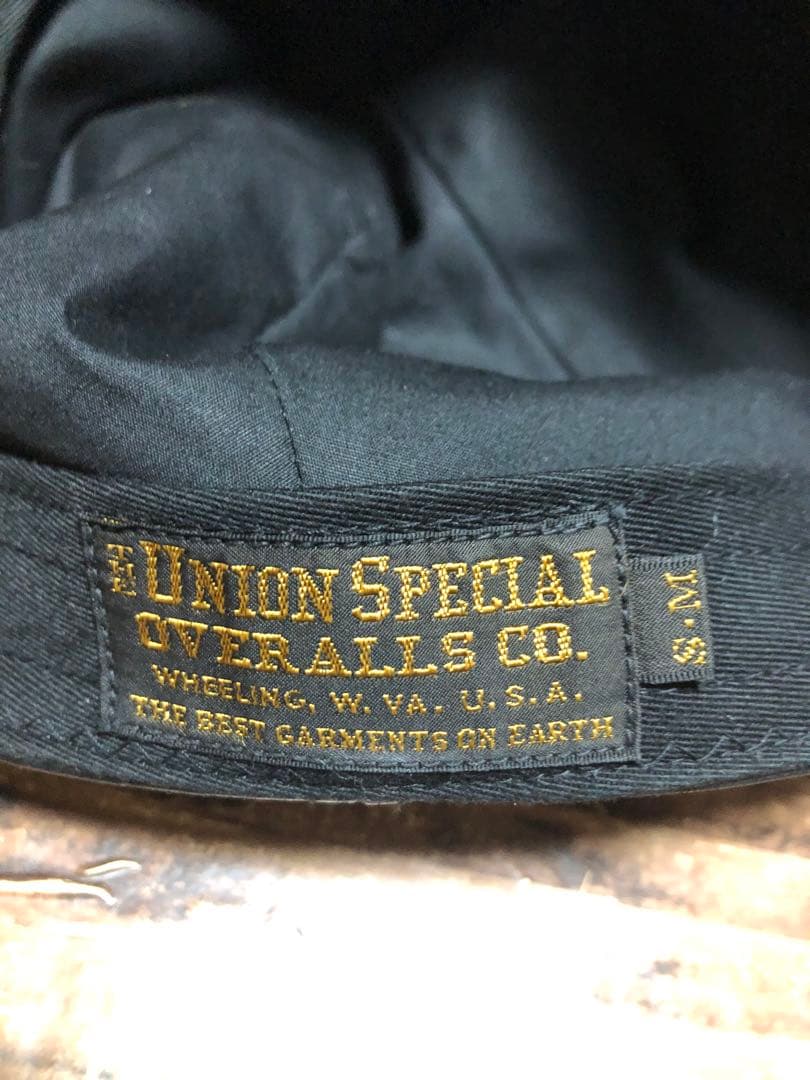 THE UNION SPECIAL
OVERALLS CO.
WHEELING, W. VA. U.S.A.
THE BEST GARMENTS ON EARTH
S・M